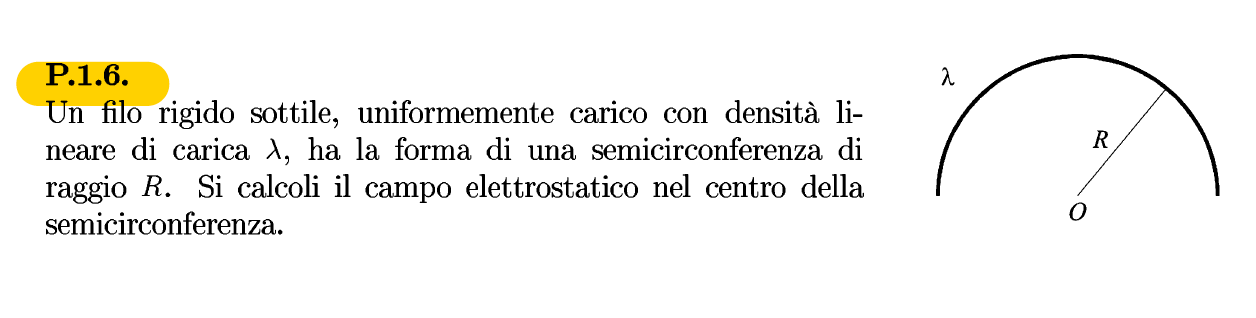 P.1.6.
Un filo rigido sottile, uniformemente carico con densità li-
neare di carica λ, ha la forma di una semicirconferenza di
raggio R. Si calcoli il campo elettrostatico nel centro della
semicirconferenza.
λ
R
O